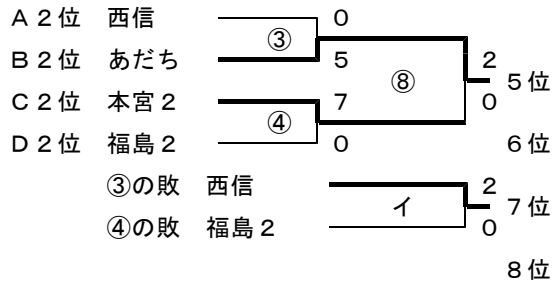 A2位 西信 0
③
B2位 あだち 5 2
⑧ 5位
C2位 本宮2 7 0
④
D2位 福島2 0 6位
③の敗 西信 2
イ 7位
④の敗 福島2 0
8位